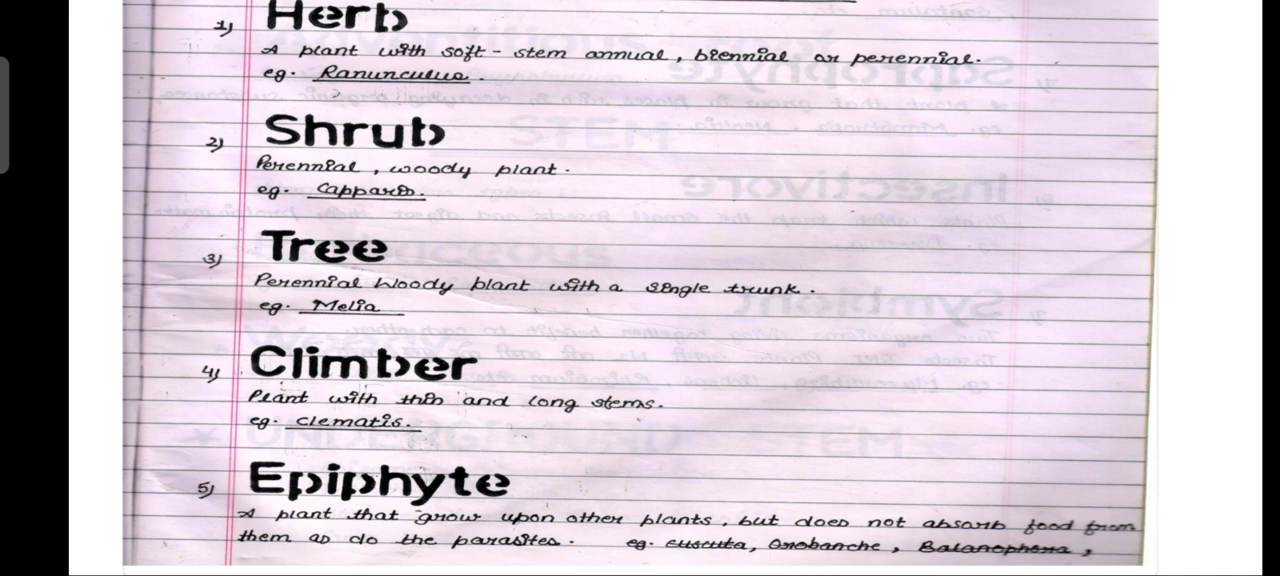 1) Herb
A plant with soft - stem annual, biennial or perennial.
eg. Ranunculus.
2) Shrub
Perennial, woody plant.
eg. Capparis.
3) Tree
Perennial Woody plant with a single trunk.
eg. Melia
4) Climber
Plant with thin and long stems.
eg. Clematis.
5) Epiphyte
A plant that grow upon other plants, but does not absorb food from
them as do the parasites. eg. Cuscuta, Orobanche, Balanophora,